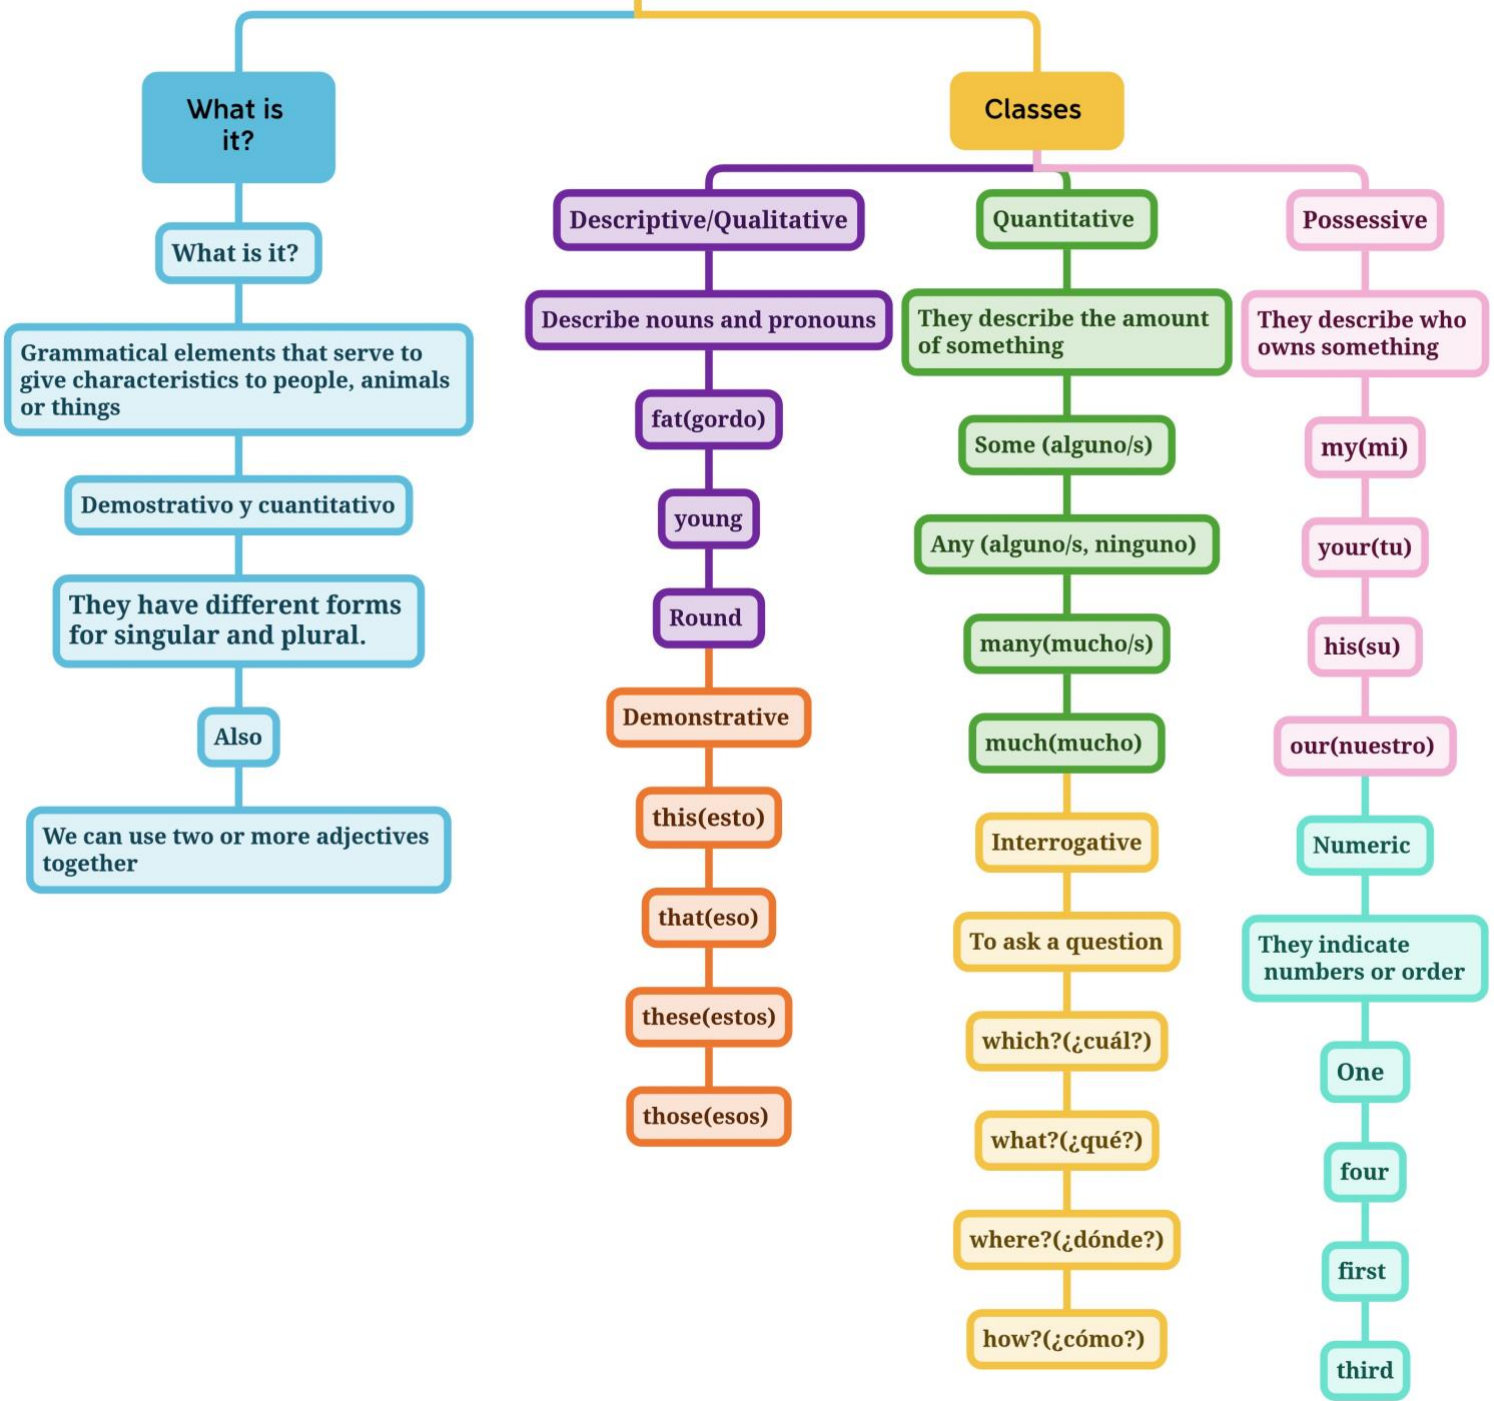 What is
it?
What is it?
Grammatical elements that serve to
give characteristics to people, animals
or things
Demostrativo y cuantitativo
They have different forms
for singular and plural.
Also
We can use two or more adjectives
together
Classes
Descriptive/Qualitative
Describe nouns and pronouns
fat(gordo)
young
Round
Demonstrative
this(esto)
that(eso)
these(estos)
those(esos)
Quantitative
They describe the amount
of something
Some (alguno/s)
Any (alguno/s, ninguno)
many(mucho/s)
much(mucho)
Interrogative
To ask a question
which?(¿cuál?)
what?(¿qué?)
where?(¿dónde?)
how?(¿cómo?)
Possessive
They describe who
owns something
my(mi)
your(tu)
his(su)
our(nuestro)
Numeric
They indicate
numbers or order
One
four
first
third